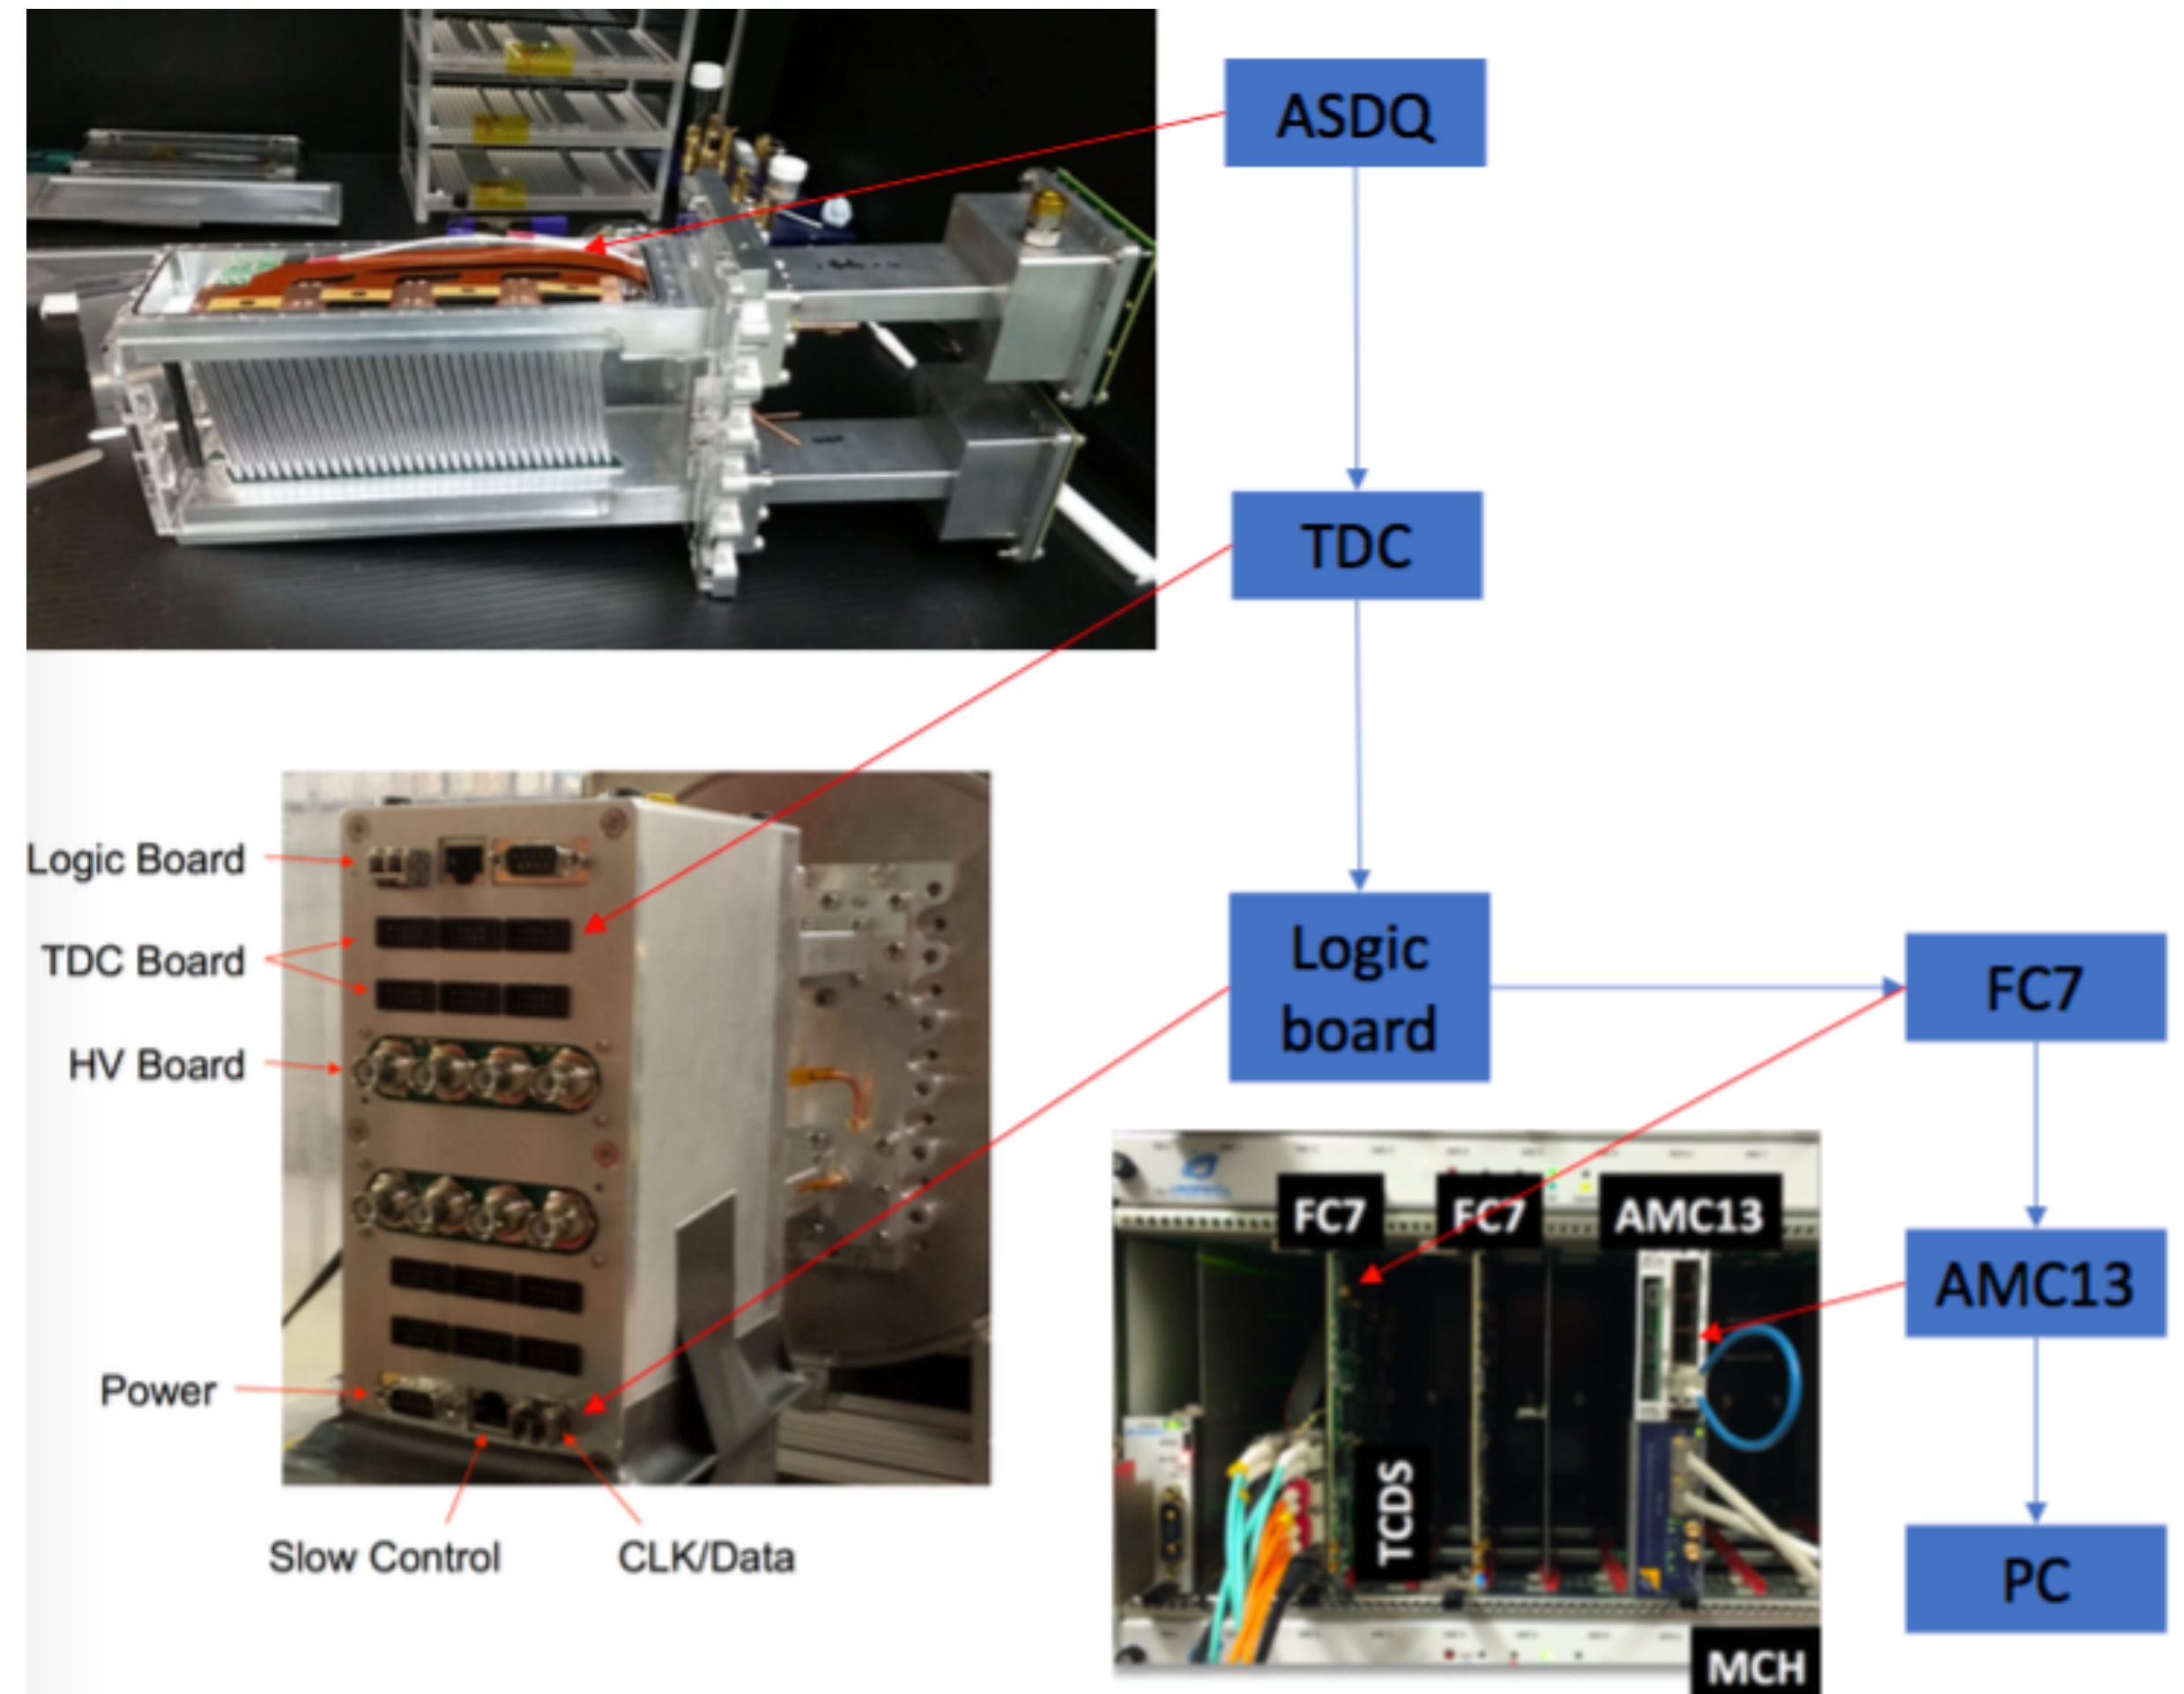 ASDQ
TDC
Logic Board
TDC Board
HV Board
Power
Slow Control
CLK/Data
Logic
board
FC7
AMC13
PC
FC7
FC7
AMC13
TCDS
MCH